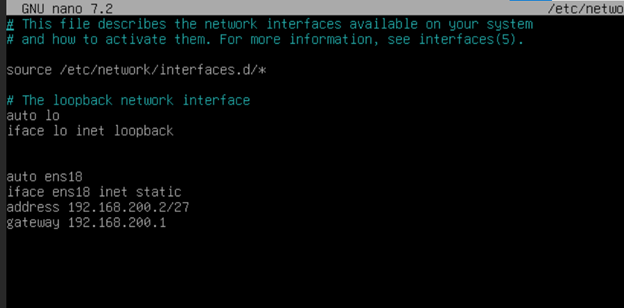 GNU nano 7.2 /etc/netwo
# This file describes the network interfaces available on your system
# and how to activate them. For more information, see interfaces(5).
source /etc/network/interfaces.d/*
# The loopback network interface
auto lo
iface lo inet loopback
auto ens18
iface ens18 inet static
address 192.168.200.2/27
gateway 192.168.200.1